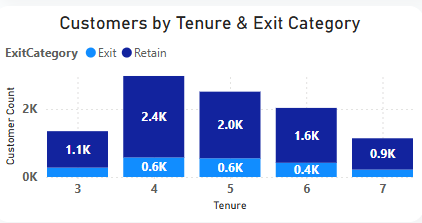 Customers by Tenure & Exit Category
ExitCategory Exit Retain
Customer Count
2K
0K
1.1K
2.4K
2.0K
1.6K
0.9K
0.6K
0.6K
0.4K
3 4 5 6 7
Tenure